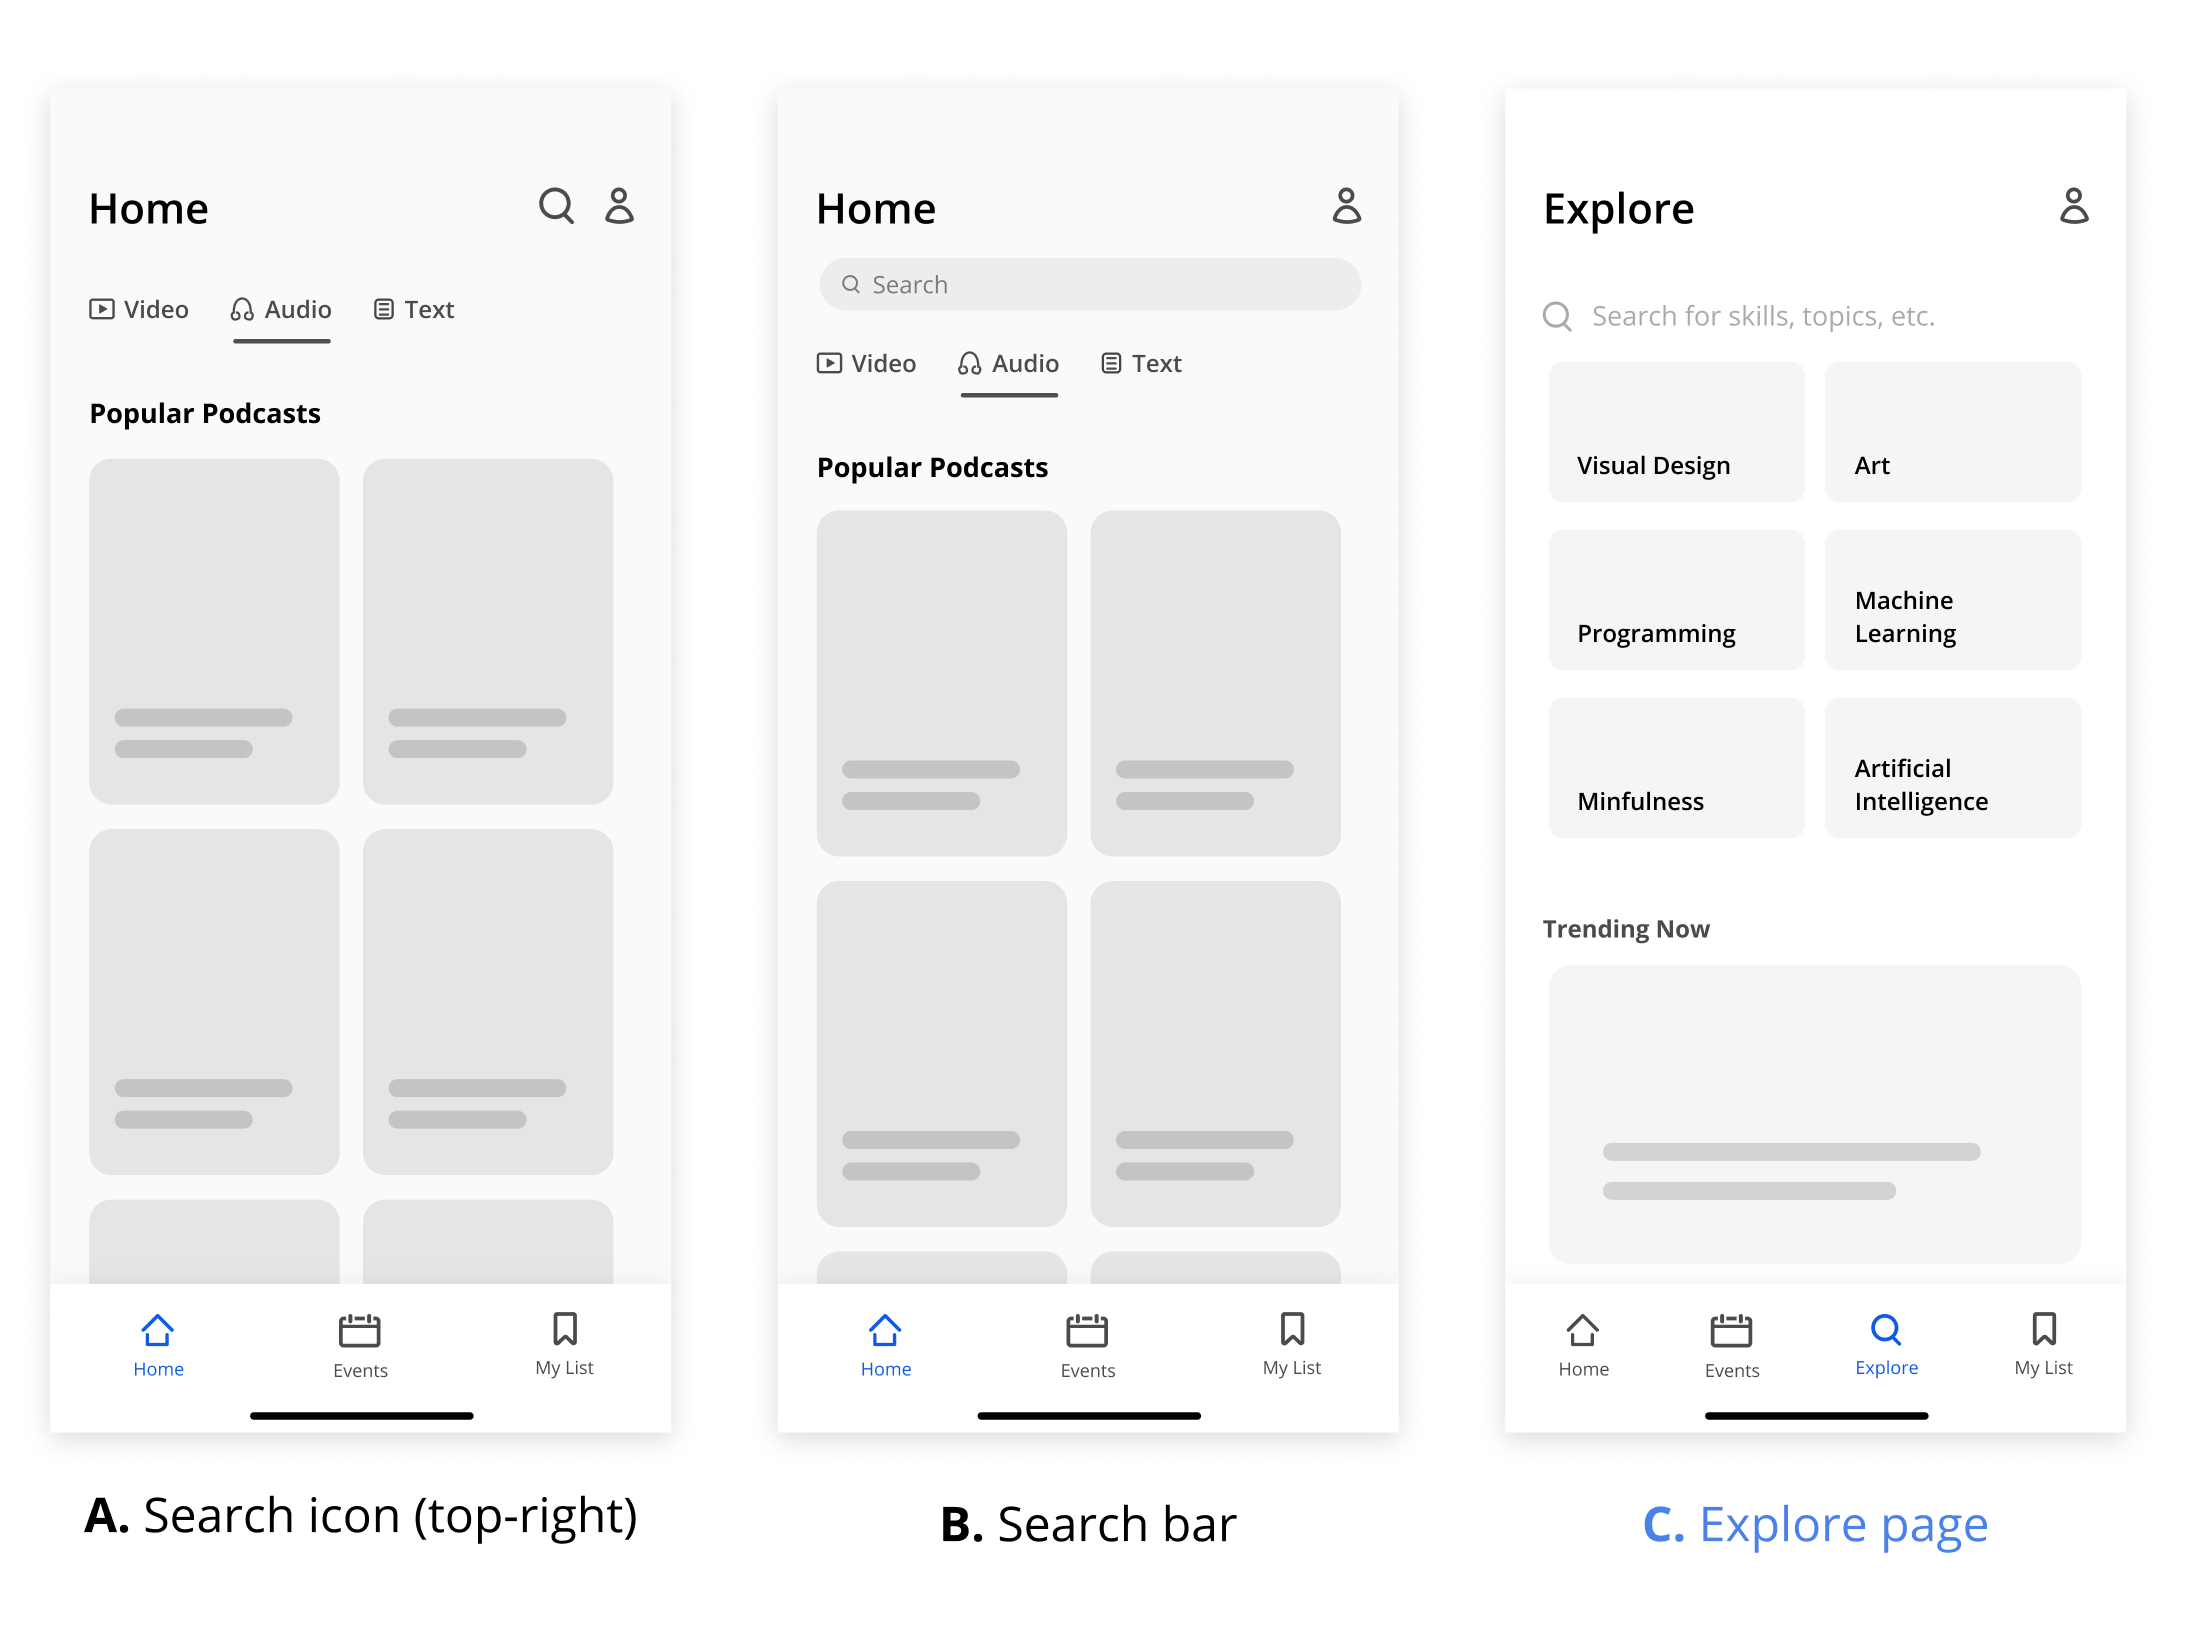 Home
Video Audio Text
Popular Podcasts
Home Events My List
A. Search icon (top-right)
Home
Search
Video Audio Text
Popular Podcasts
Home Events My List
B. Search bar
Explore
Search for skills, topics, etc.
Visual Design
Art
Programming
Machine
Learning
Minfulness
Artificial
Intelligence
Trending Now
Home Events Explore My List
C. Explore page